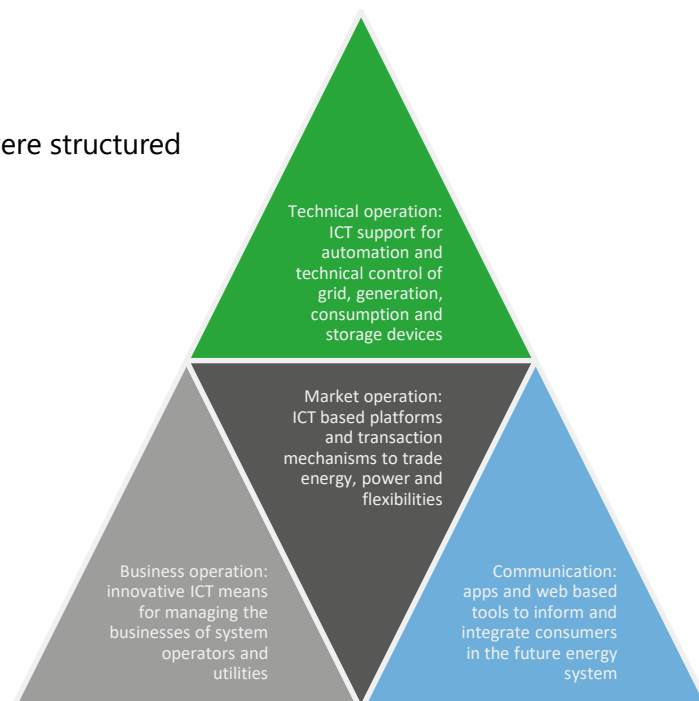 were structured
Technical operation:
ICT support for
automation and
technical control of
grid, generation,
consumption and
storage devices
Market operation:
ICT based platforms
and transaction
mechanisms to trade
energy, power and
flexibilities
Business operation:
innovative ICT means
for managing the
businesses of system
operators and
utilities
Communication:
apps and web based
tools to inform and
integrate consumers
in the future energy
system